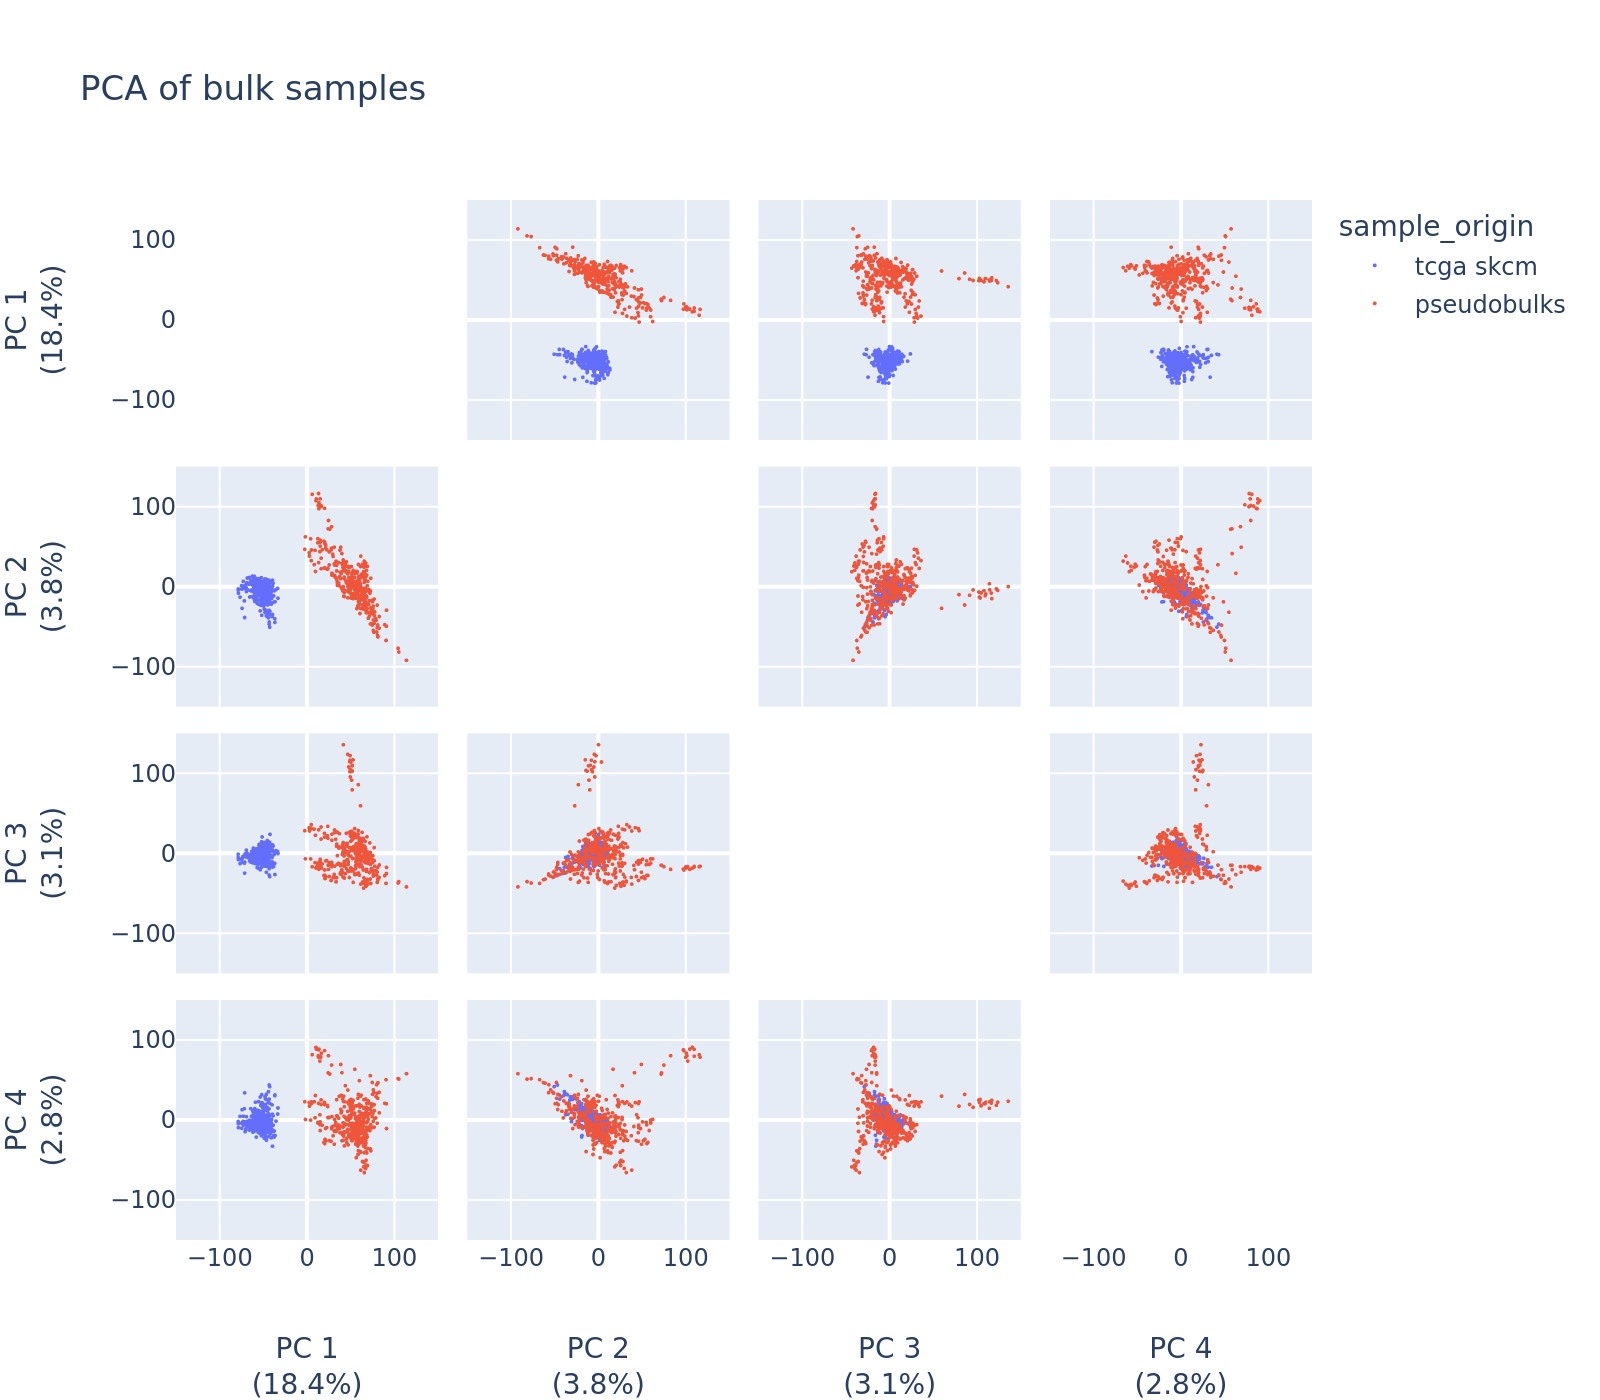 PCA of bulk samples
sample_origin
tcga skcm
pseudobulks
PC 1
(18.4%)
100
0
−100
PC 2
(3.8%)
100
0
−100
PC 3
(3.1%)
100
0
−100
PC 4
(2.8%)
100
0
−100
−100 0 100 −100 0 100 −100 0 100 −100 0 100
PC 1 PC 2 PC 3 PC 4
(18.4%) (3.8%) (3.1%) (2.8%)